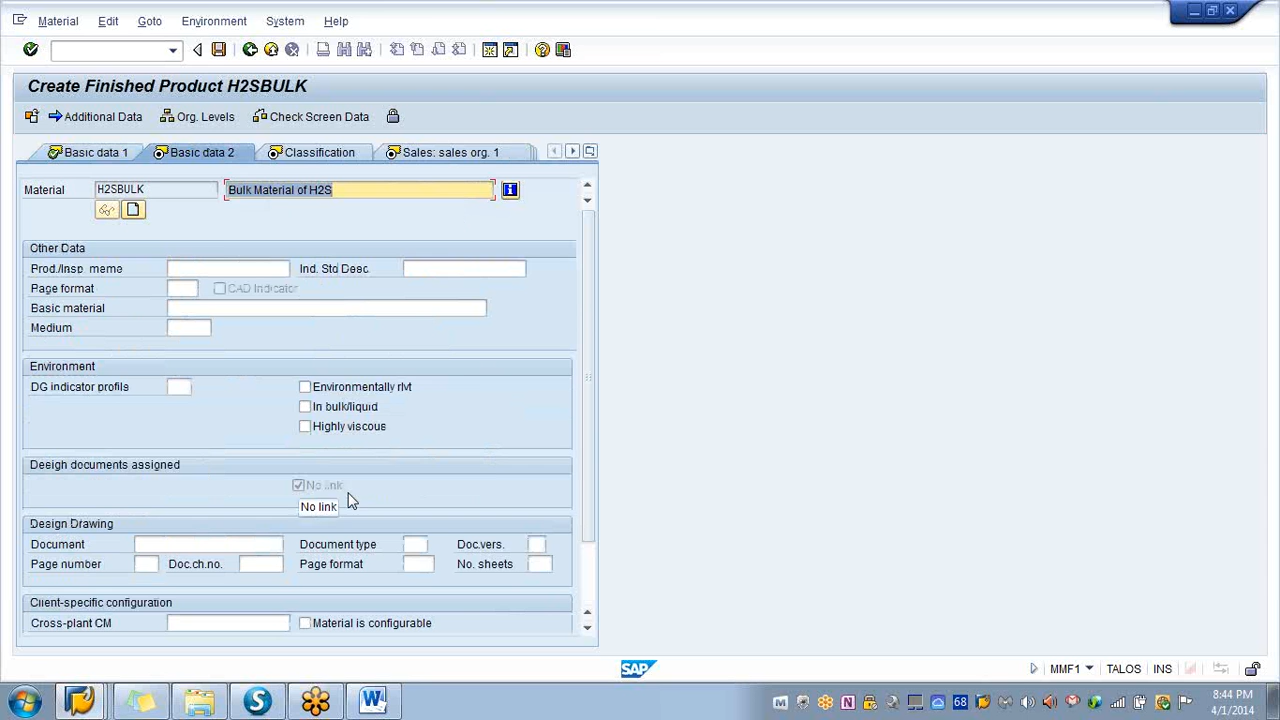 Material Edit Goto Environment System Help
Create Finished Product H2SBULK
Additional Data Org. Levels Check Screen Data
Basic data 1 Basic data 2 Classification Sales: sales org. 1
Material H2SBULK Bulk Material of H2S
Other Data
Prod./insp. memo Ind. Std Desc.
Page format CAD Indicator
Basic material
Medium
Environment
DG indicator profile Environmentally rlvt
In bulk/liquid
Highly viscous
Design documents assigned
No link
No link
Design Drawing
Document Document type Doc.vers.
Page number Doc.ch.no. Page format No. sheets
Client-specific configuration
Cross-plant CM Material is configurable
SAP MMF1 TALOS INS
S W M N 68 8:44 PM
4/1/2014